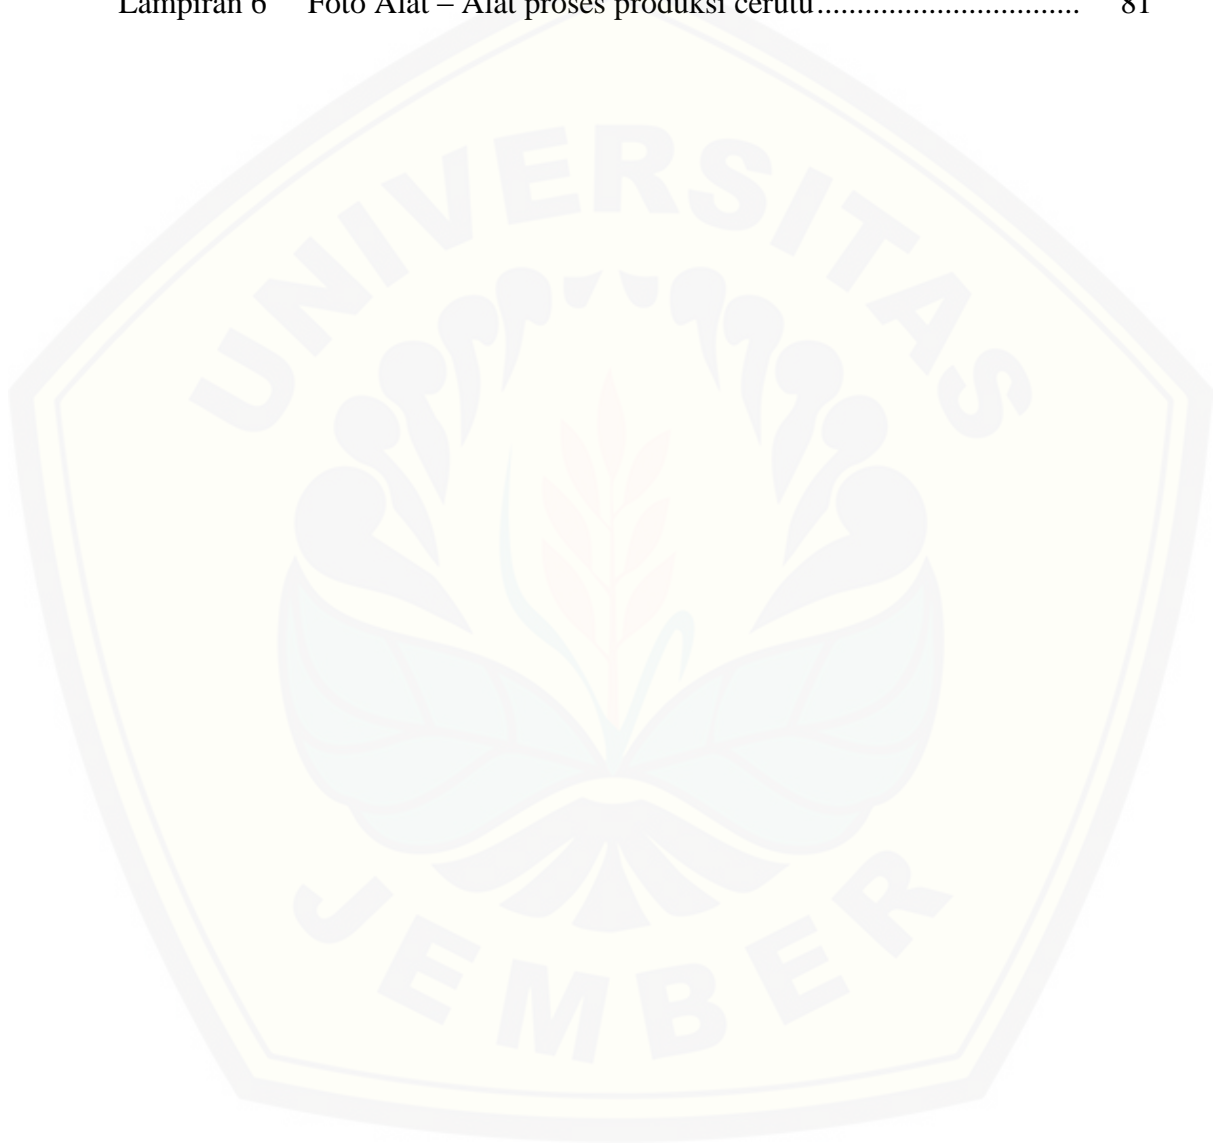 Lampiran 6 Foto Alat – Alat proses produksi cerutu................................. 81
UNIVERSITAS
JEMBER